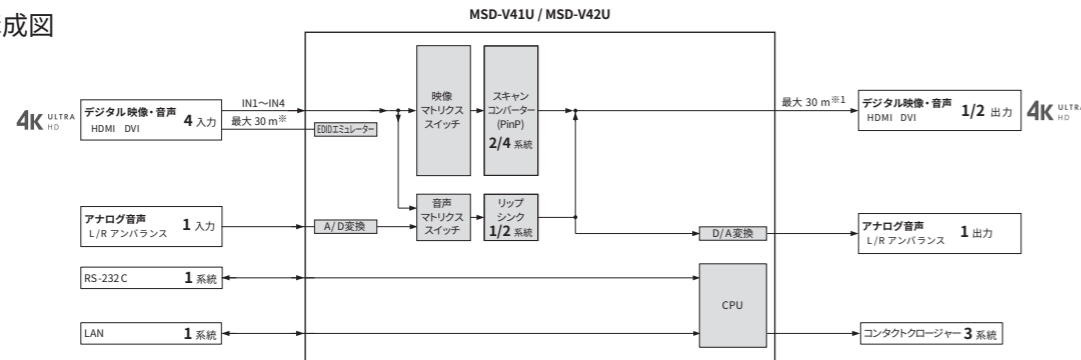 成図
MSD-V41U / MSD-V42U
4K ULTRA HD
デジタル映像・音声
HDMI DVI
4 入力
IN1~IN4
最大 30 m※
EDIDエミュレーター
映像
マトリクス
スイッチ
スキャン
コンバーター
(PinP)
2/4 系統
最大 30 m※1
デジタル映像・音声
HDMI DVI
1/2 出力
4K ULTRA HD
アナログ音声
L/R アンバランス
1 入力
A/D変換
音声
マトリクス
スイッチ
リップ
シンク
1/2 系統
D/A変換
アナログ音声
L/R アンバランス
1 出力
RS-232C 1 系統
CPU
LAN 1 系統
コンタクトクロージャー 3 系統